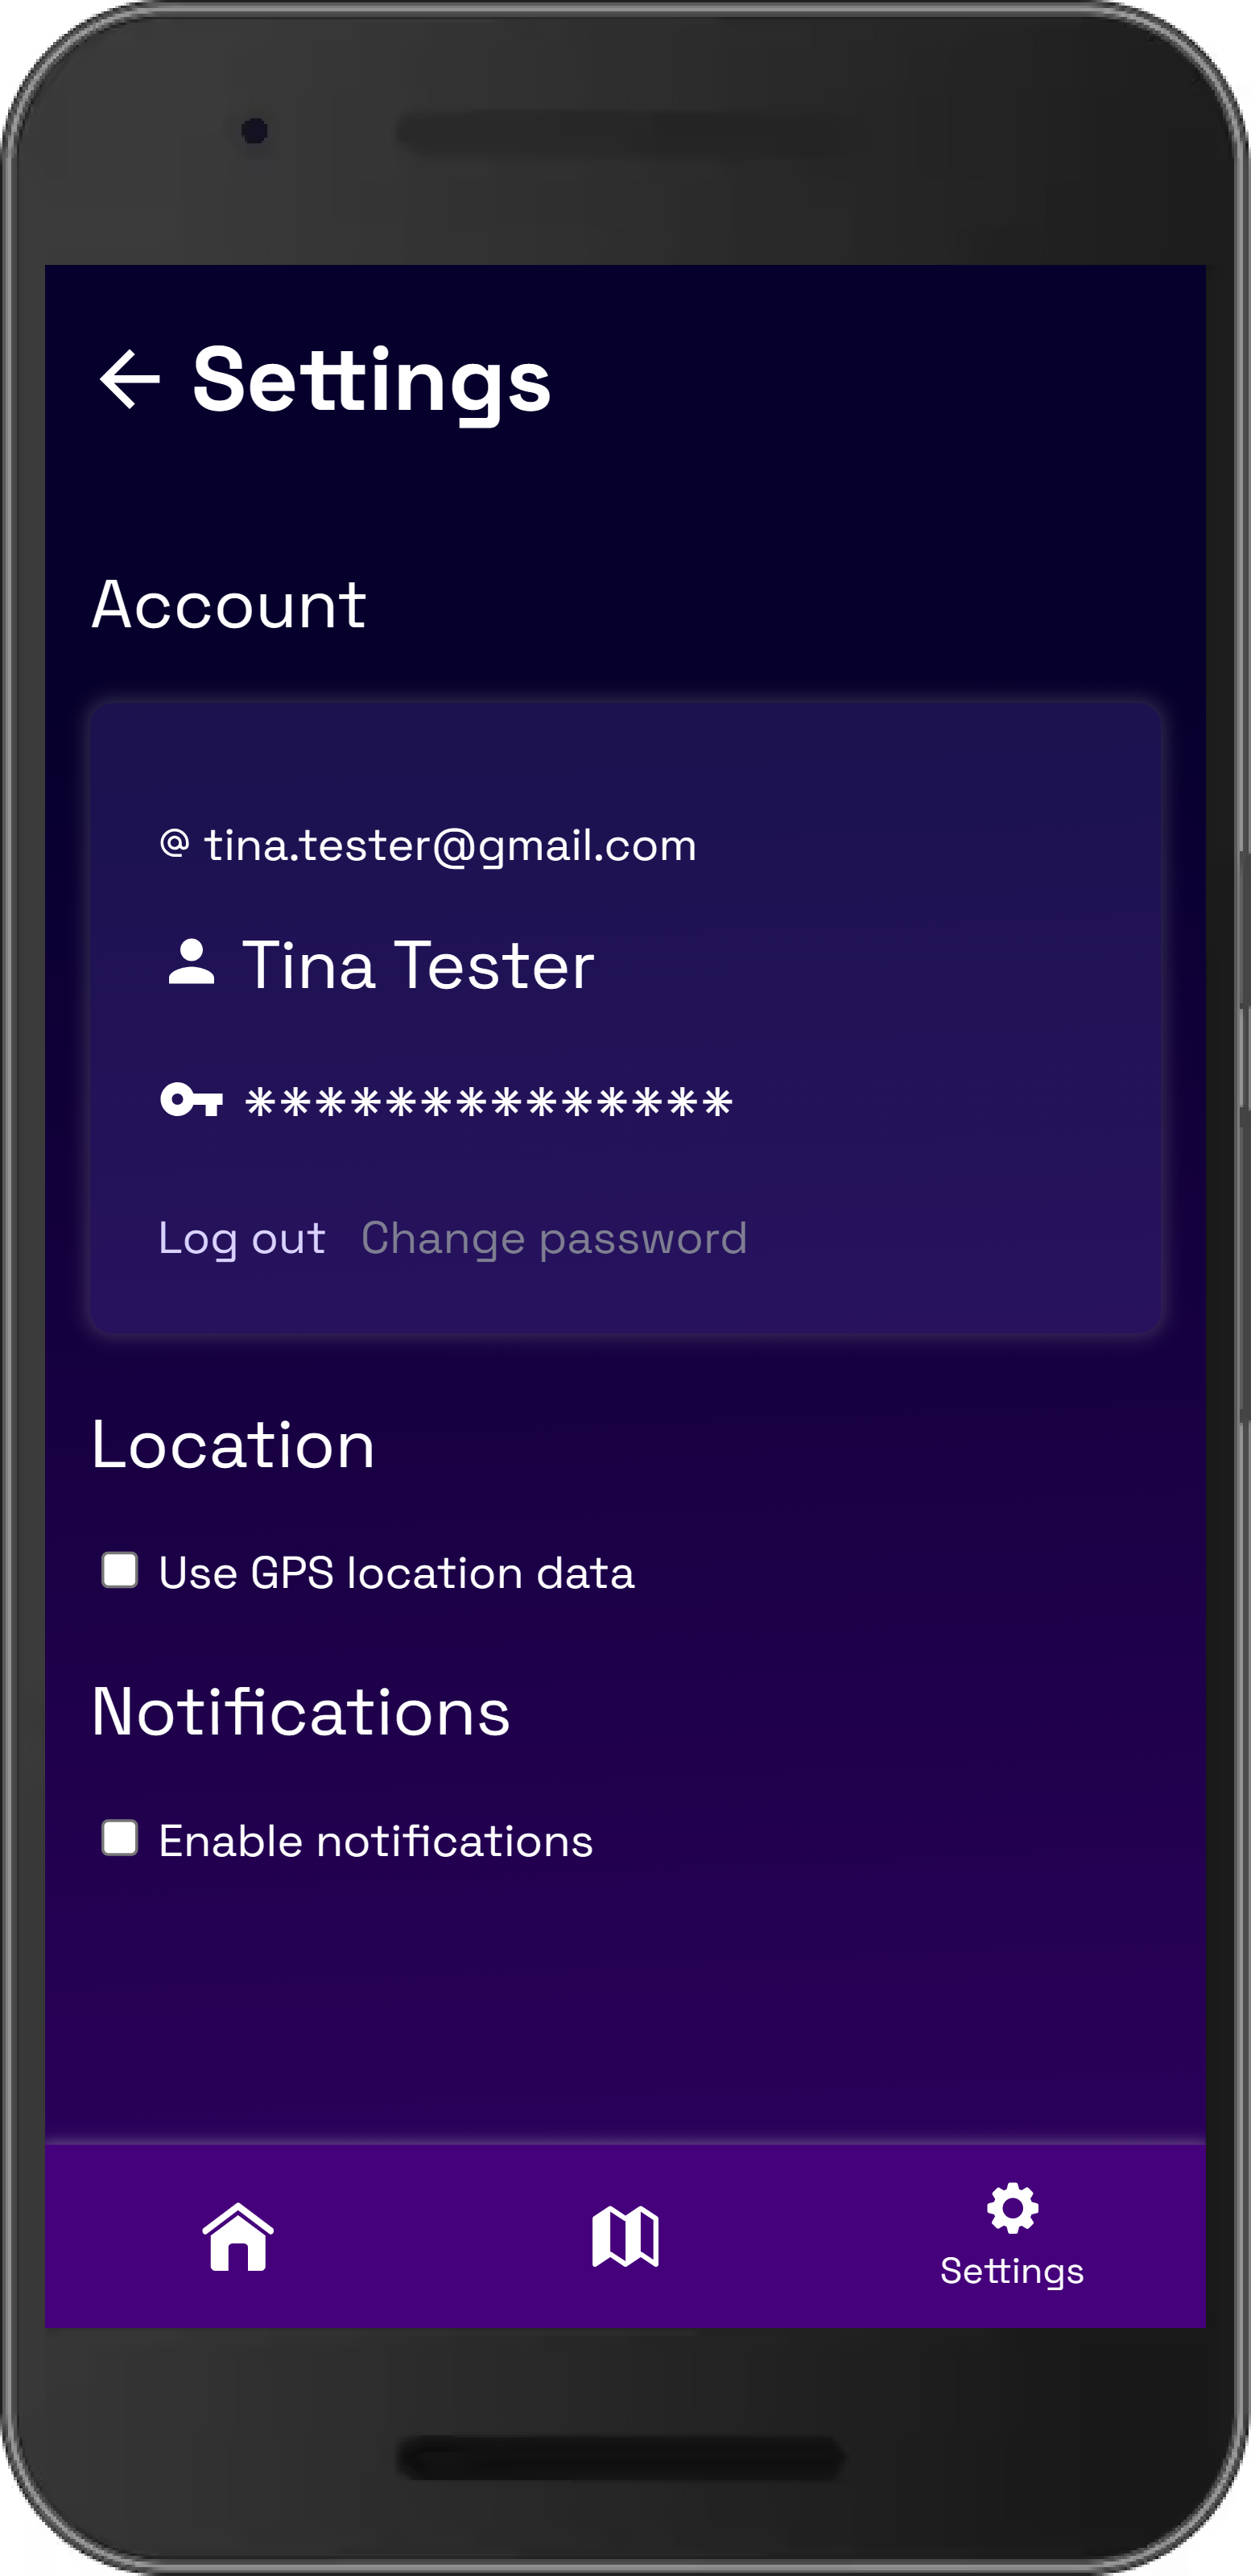 Settings
Account
@ tina.tester@gmail.com
Tina Tester
**************
Log out Change password
Location
Use GPS location data
Notifications
Enable notifications
Settings